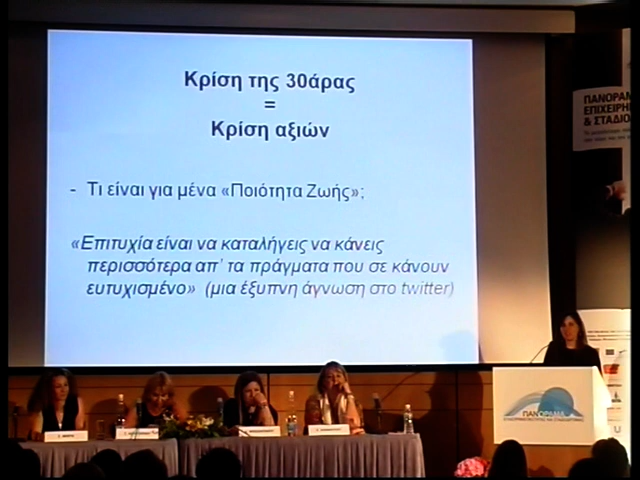 Κρίση της 30άρας
=
Κρίση αξιών
- Τι είναι για μένα «Ποιότητα Ζωής»;
«Επιτυχία είναι να καταλήγεις να κάνεις
περισσότερα απ’ τα πράγματα που σε κάνουν
ευτυχισμένο» (μια έξυπνη άγνωση στο twitter)
ΠΑΝΟΡΑΜ
ΕΠΙΧΕΙΡΗ
& ΣΤΑΔΙΟ
ΠΑΝΟΡΑΜΑ